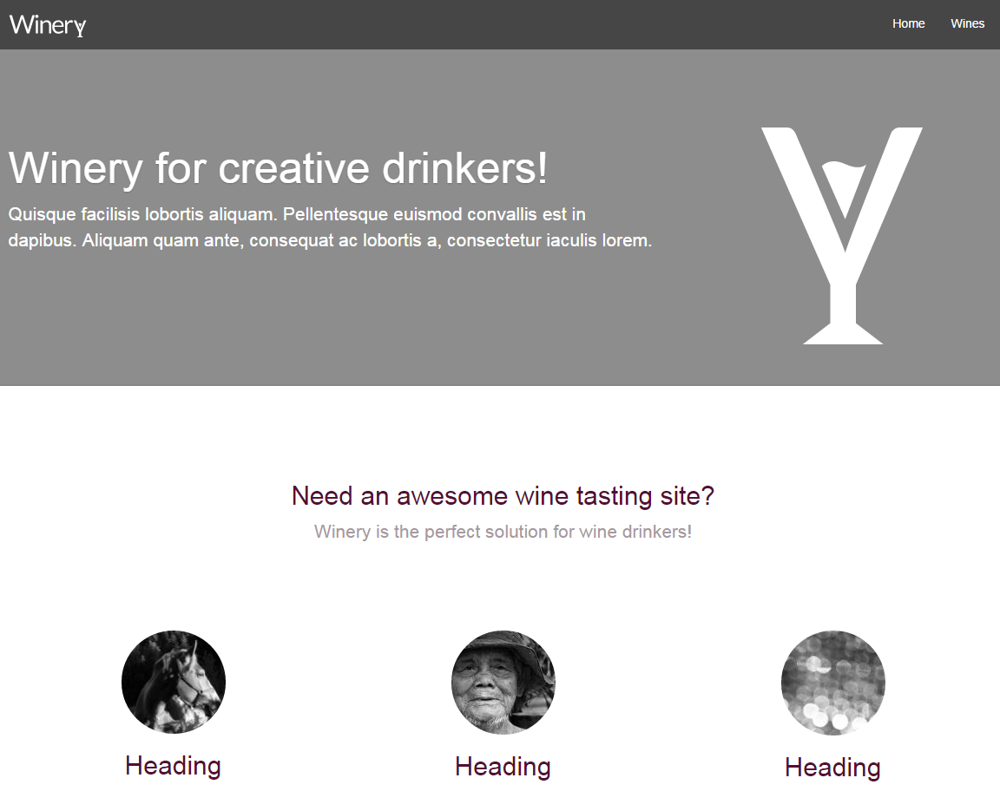 Winery
Home Wines
Winery for creative drinkers!
Quisque facilisis lobortis aliquam. Pellentesque euismod convallis est in
dapibus. Aliquam quam ante, consequat ac lobortis a, consectetur iaculis lorem.
Need an awesome wine tasting site?
Winery is the perfect solution for wine drinkers!
Heading Heading Heading